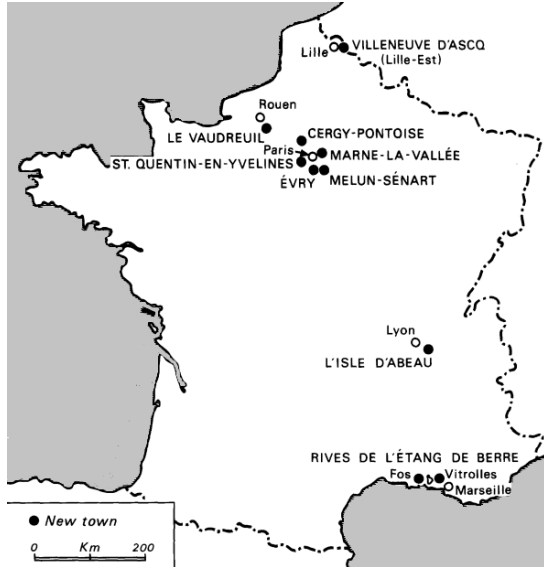 Lille
VILLENEUVE D'ASCQ
(Lille-Est)
Rouen
LE VAUDREUIL
CERGY-PONTOISE
Paris
MARNE-LA-VALLÉE
ST. QUENTIN-EN-YVELINES
ÉVRY
MELUN-SÉNART
Lyon
L'ISLE D'ABEAU
RIVES DE L'ÉTANG DE BERRE
Fos
Vitrolles
Marseille
New town
0 Km 200